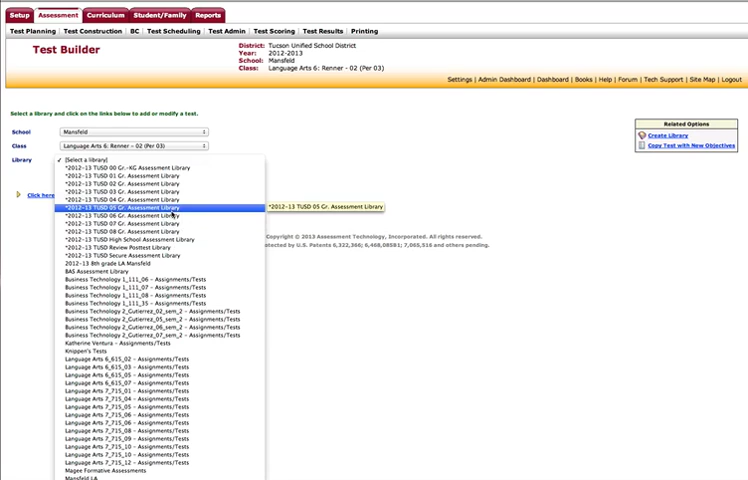 Setup Assessment Curriculum Student/Family Reports
Test Planning Test Construction BC Test Scheduling Test Admin Test Scoring Test Results Printing
Test Builder
District: Tucson Unified School District
Year: 2012-2013
School: Mansfeld
Class: Language Arts 6: Renner - 02 (Per 03)
Settings | Admin Dashboard | Dashboard | Books | Help | Forum | Tech Support | Site Map | Logout
Select a library and click on the links below to add or modify a test.
School Mansfeld
Class Language Arts 6: Renner - 02 (Per 03)
Library ✓ [Select a library]
Related Options
Create Library
Copy Test with New Objectives
*2012-13 TUSD 00 Gr.-KG Assessment Library
*2012-13 TUSD 01 Gr. Assessment Library
*2012-13 TUSD 02 Gr. Assessment Library
*2012-13 TUSD 03 Gr. Assessment Library
Click here
*2012-13 TUSD 04 Gr. Assessment Library
*2012-13 TUSD 05 Gr. Assessment Library
*2012-13 TUSD 05 Gr. Assessment Library
*2012-13 TUSD 06 Gr. Assessment Library
*2012-13 TUSD 07 Gr. Assessment Library
*2012-13 TUSD 08 Gr. Assessment Library
*2012-13 TUSD High School Assessment Library
*2012-13 TUSD Review Posttest Library
*2012-13 TUSD Secure Assessment Library
Copyright © 2013 Assessment Technology, Incorporated. All rights reserved.
by U.S. Patents 6,322,366; 6,468,085B1; 7,065,516 and others pending.
2012-13 8th grade LA Mansfeld
BAS Assessment Library
Business Technology 1_111_06 - Assignments/Tests
Business Technology 1_111_07 - Assignments/Tests
Business Technology 1_111_08 - Assignments/Tests
Business Technology 1_111_35 - Assignments/Tests
Business Technology 2_Gutierrez_02_sem_2 - Assignments/Tests
Business Technology 2_Gutierrez_05_sem_2 - Assignments/Tests
Business Technology 2_Gutierrez_06_sem_2 - Assignments/Tests
Business Technology 2_Gutierrez_07_sem_2 - Assignments/Tests
Katherine Ventura - Assignments/Tests
Knippen's Tests
Language Arts 6_615_02 - Assignments/Tests
Language Arts 6_615_03 - Assignments/Tests
Language Arts 6_615_05 - Assignments/Tests
Language Arts 6_615_07 - Assignments/Tests
Language Arts 7_715_01 - Assignments/Tests
Language Arts 7_715_04 - Assignments/Tests
Language Arts 7_715_05 - Assignments/Tests
Language Arts 7_715_06 - Assignments/Tests
Language Arts 7_715_06 - Assignments/Tests
Language Arts 7_715_08 - Assignments/Tests
Language Arts 7_715_09 - Assignments/Tests
Language Arts 7_715_10 - Assignments/Tests
Language Arts 7_715_10 - Assignments/Tests
Language Arts 7_715_12 - Assignments/Tests
Magee Formative Assessments
Mansfeld LA